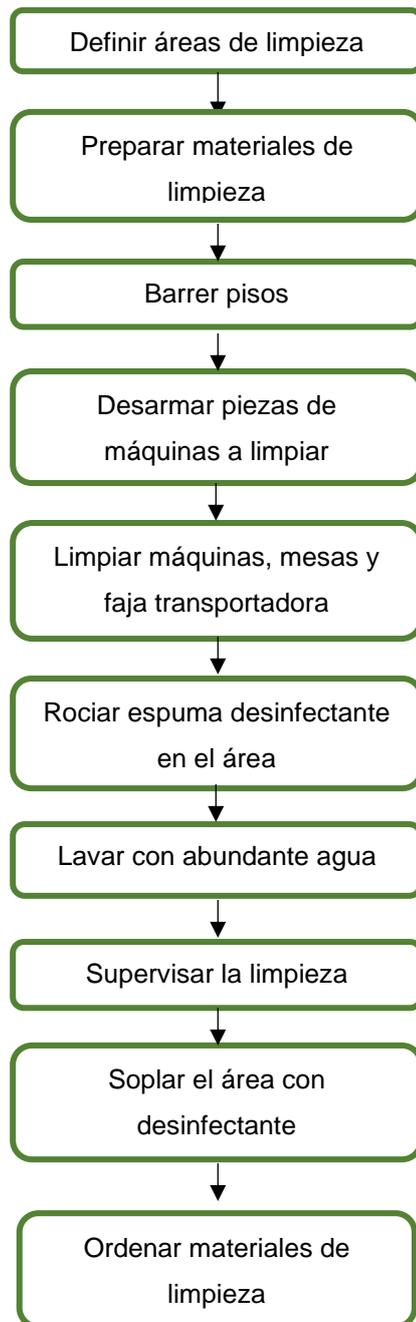 Definir áreas de limpieza
Preparar materiales de
limpieza
Barrer pisos
Desarmar piezas de
máquinas a limpiar
Limpiar máquinas, mesas y
faja transportadora
Rociar espuma desinfectante
en el área
Lavar con abundante agua
Supervisar la limpieza
Soplar el área con
desinfectante
Ordenar materiales de
limpieza